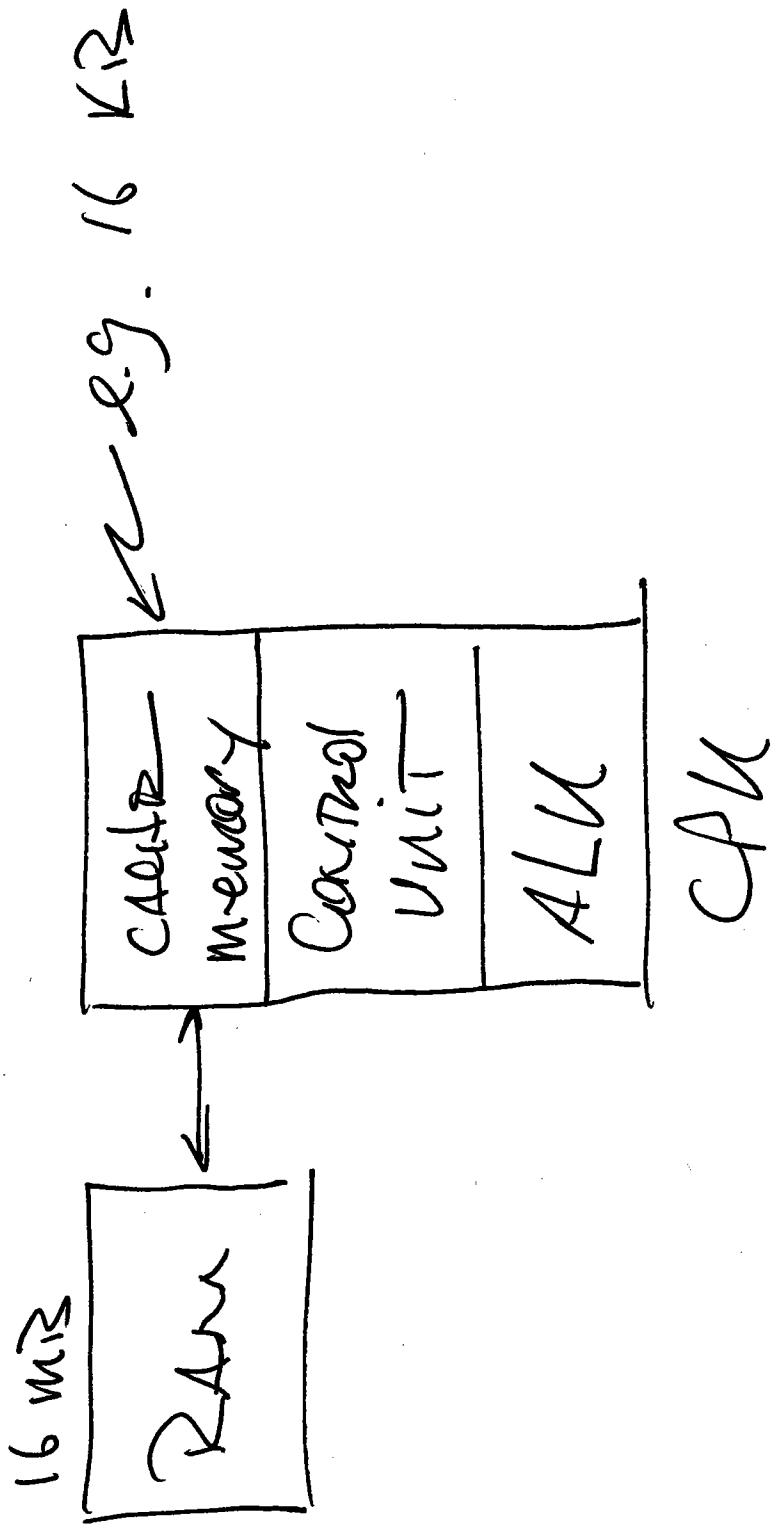 16 MB
RAM
CACHE
memory
Control
Unit
ALU
CPU
e.g. 16 KB